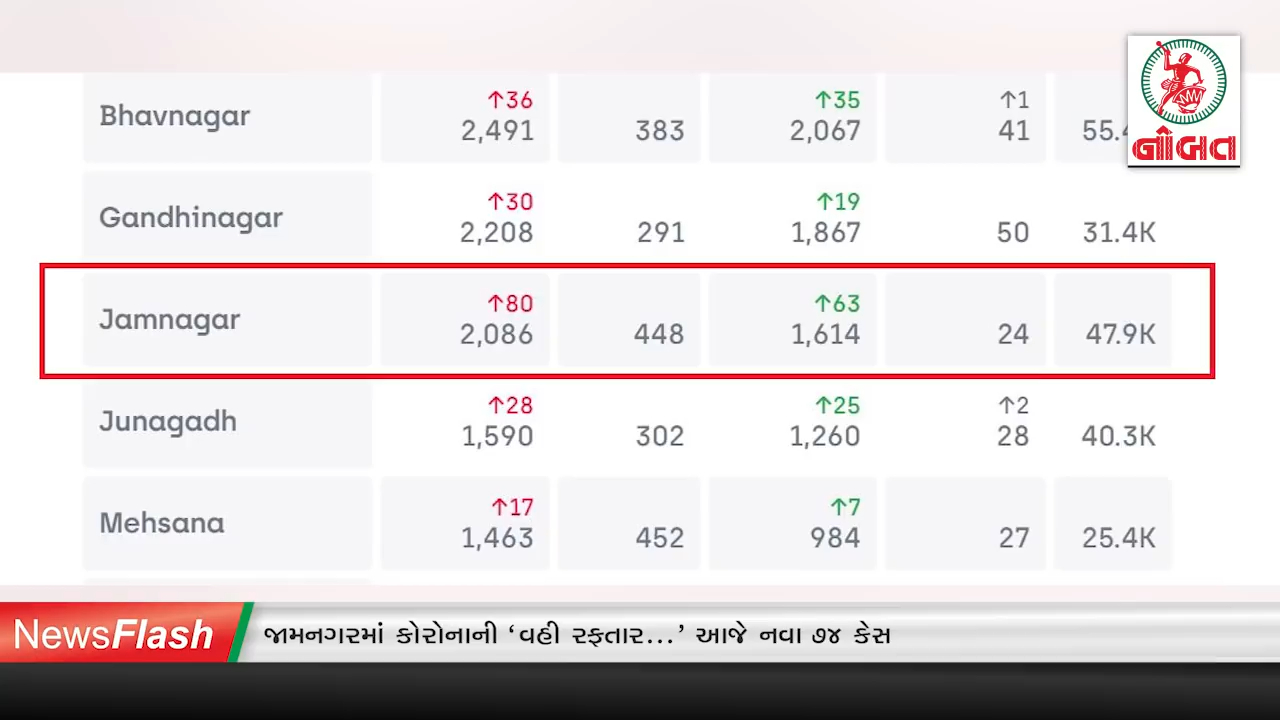 ↑36 ↑35 ↑1
Bhavnagar 2,491 383 2,067 41
નોબત
↑30 ↑19
Gandhinagar 2,208 291 1,867 50 31.4K
↑80 ↑63
Jamnagar 2,086 448 1,614 24 47.9K
↑28 ↑25 ↑2
Junagadh 1,590 302 1,260 28 40.3K
↑17 ↑7
Mehsana 1,463 452 984 27 25.4K
NewsFlash જામનગરમાં કોરોનાની ‘વહી રફતાર...’ આજે નવા ૭૪ કેસ